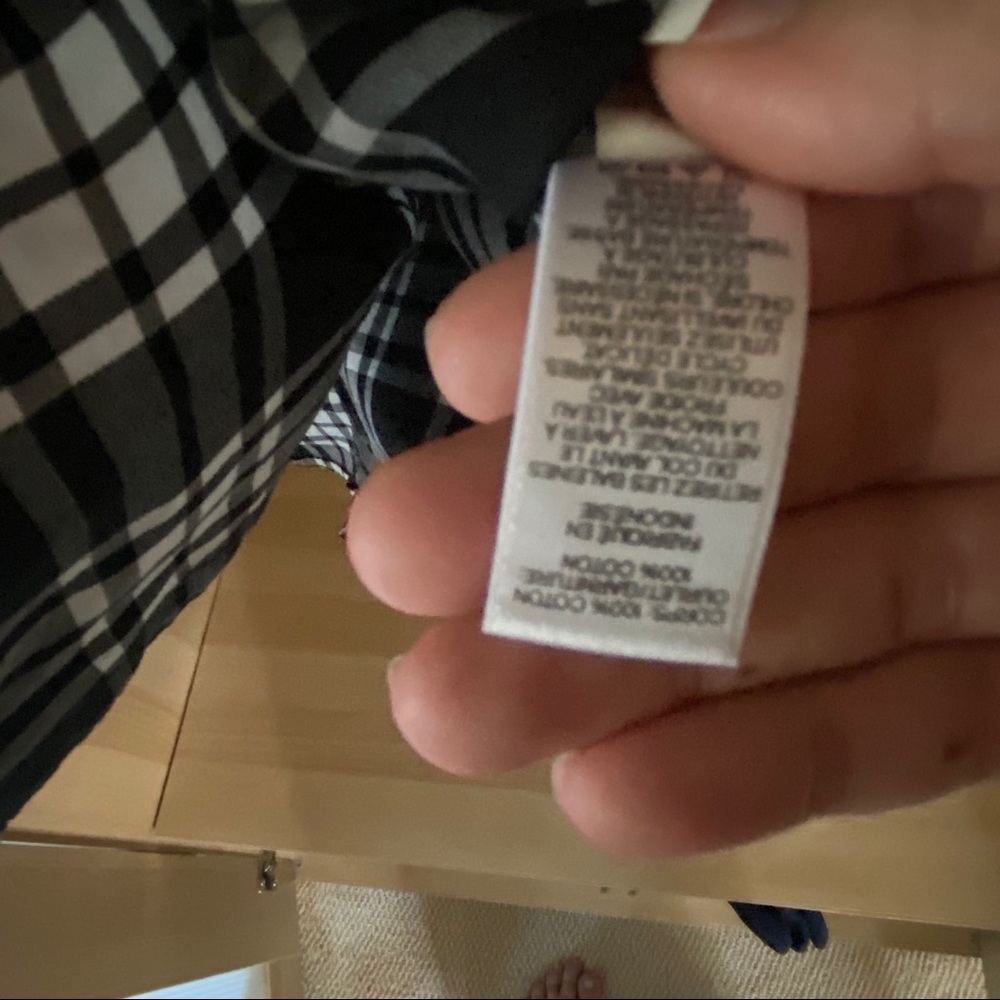 CORPS: 100% COTON
OURLET/GARNITURE:
100% COTON
FABRIQUÉ EN
INDONÉSIE
RETIREZ LES BALEINES
DU COL AVANT LE
NETTOYAGE. LAVER À
LA MACHINE À L'EAU
FROIDE AVEC
COULEURS SIMILAIRES.
CYCLE DÉLICAT.
UTILISEZ SEULEMENT
DU JAVELLISANT SANS
CHLORE, SI NÉCESSAIRE.
SÉCHAGE PAR
CULBUTAGE À
TEMPÉRATURE BASSE.